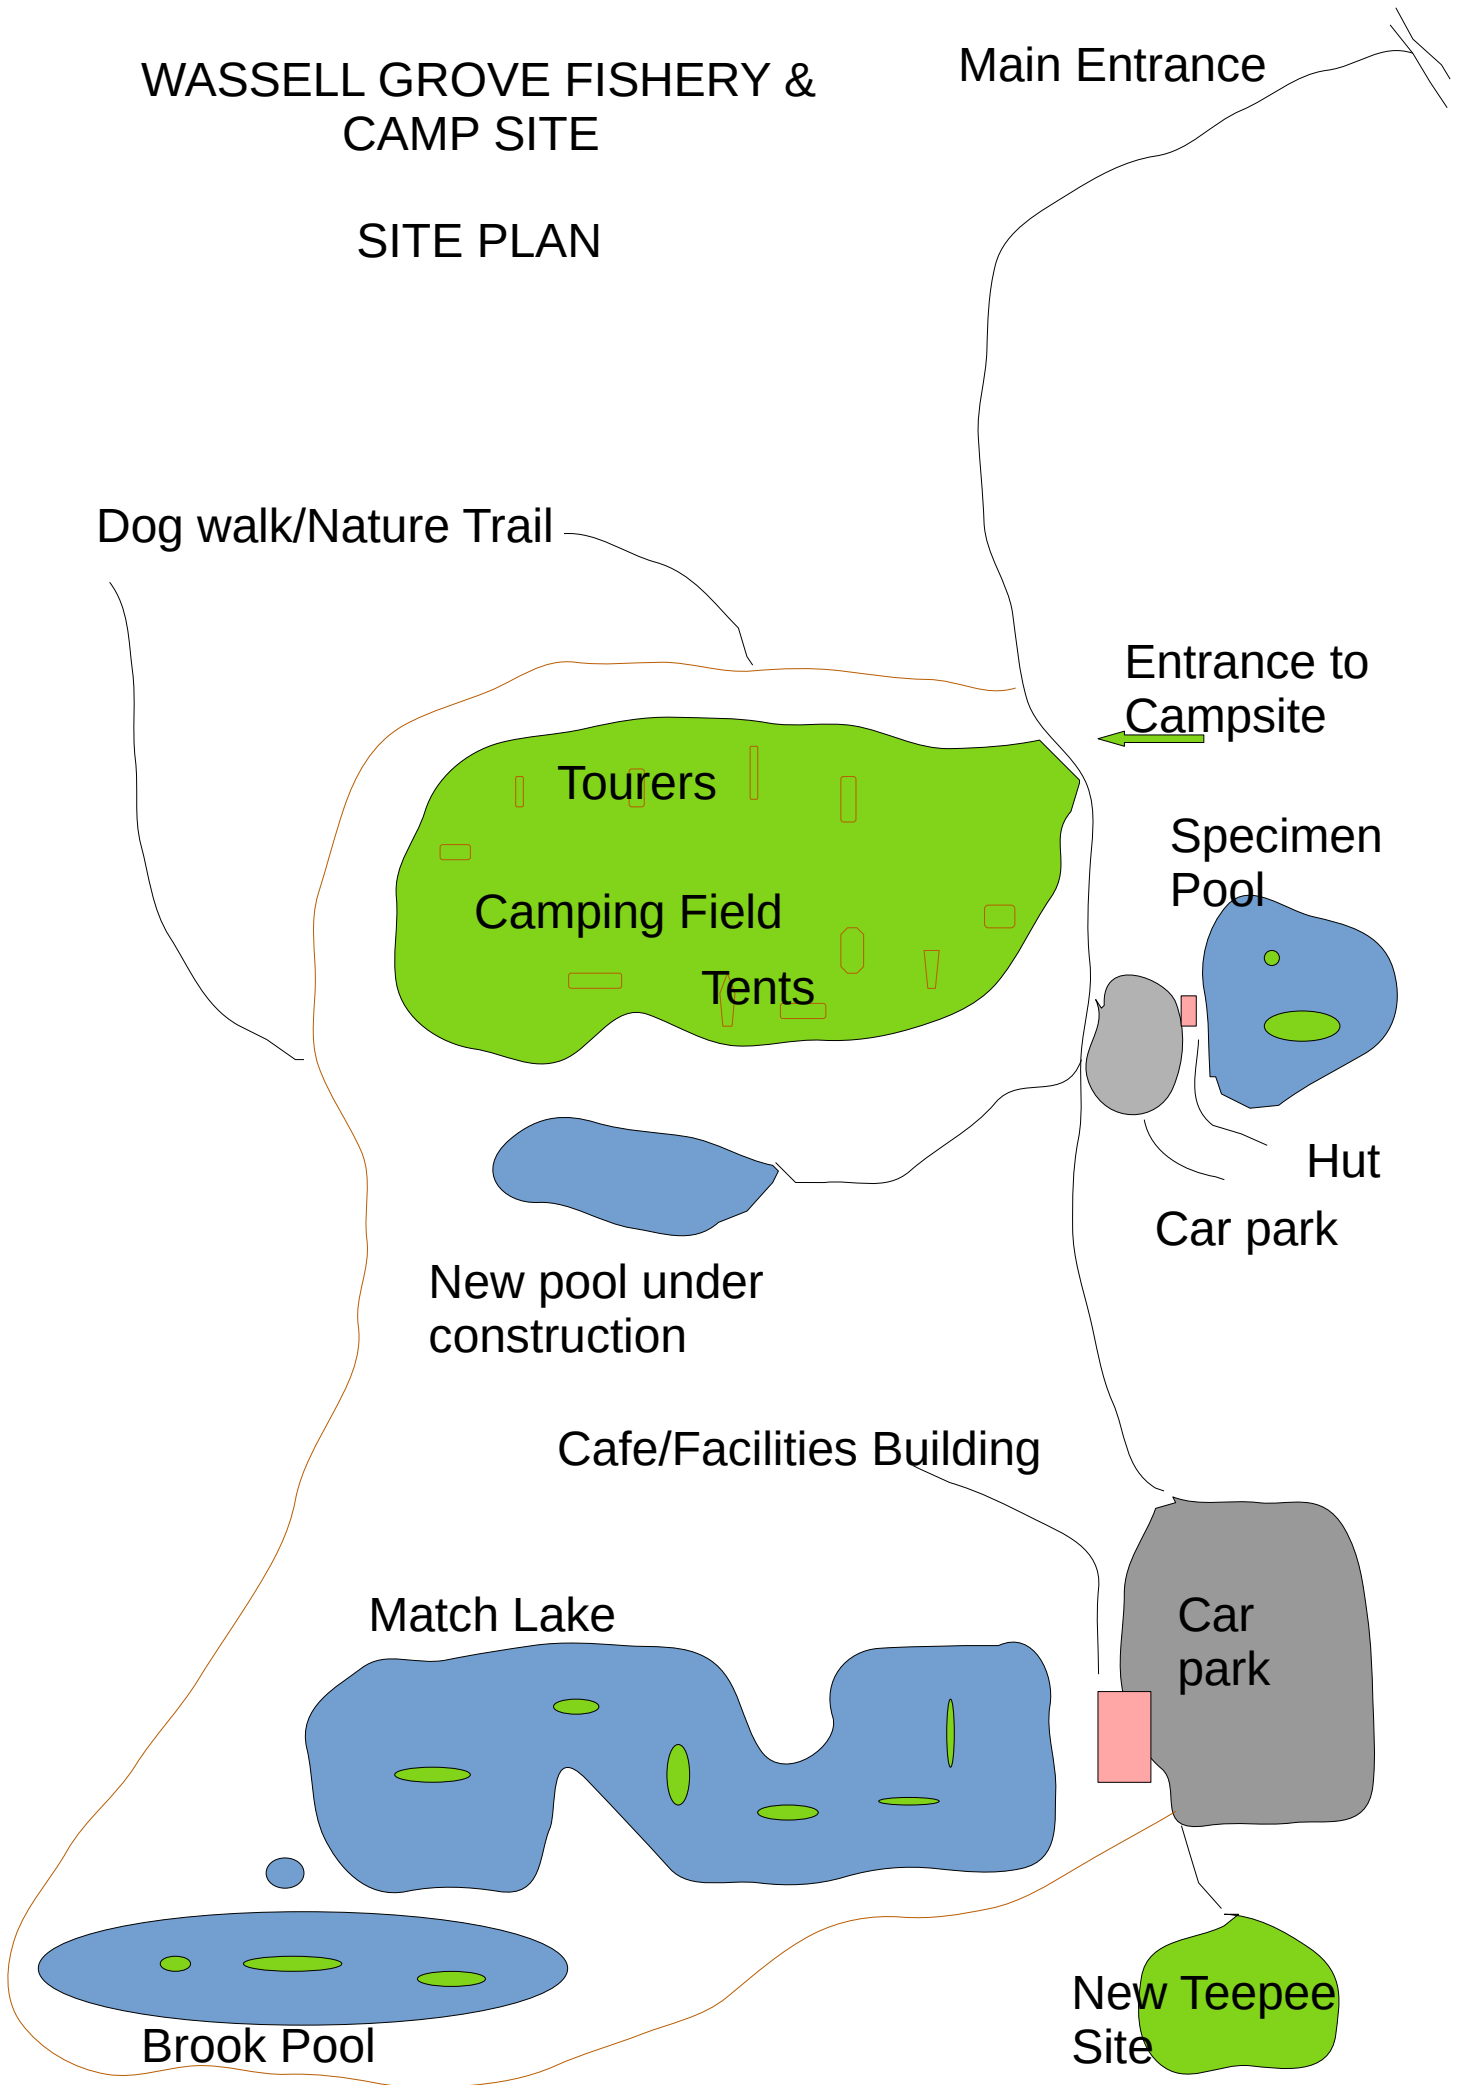 WASSELL GROVE FISHERY &
CAMP SITE
SITE PLAN
Main Entrance
Dog walk/Nature Trail
Entrance to
Campsite
Tourers
Specimen
Pool
Camping Field
Tents
Hut
Car park
New pool under
construction
Cafe/Facilities Building
Match Lake
Car
park
New Teepee
Site
Brook Pool